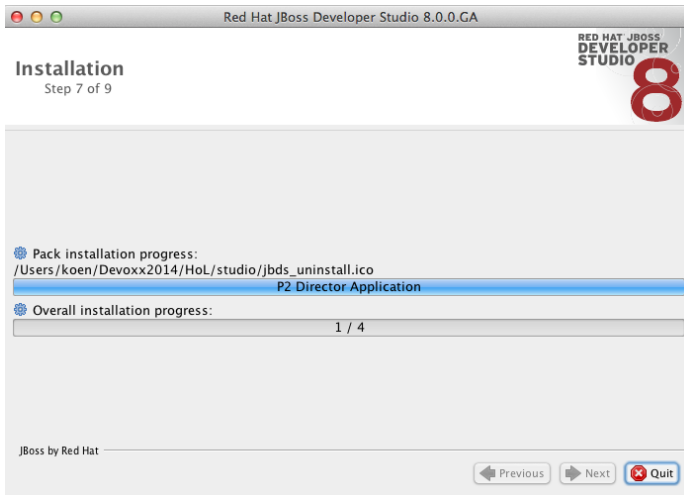 Red Hat JBoss Developer Studio 8.0.0.GA
RED HAT JBOSS
DEVELOPER
STUDIO
8
Installation
Step 7 of 9
Pack installation progress:
/Users/koen/Devoxx2014/HoL/studio/jbds_uninstall.ico
P2 Director Application
Overall installation progress:
1 / 4
JBoss by Red Hat
Previous
Next
Quit